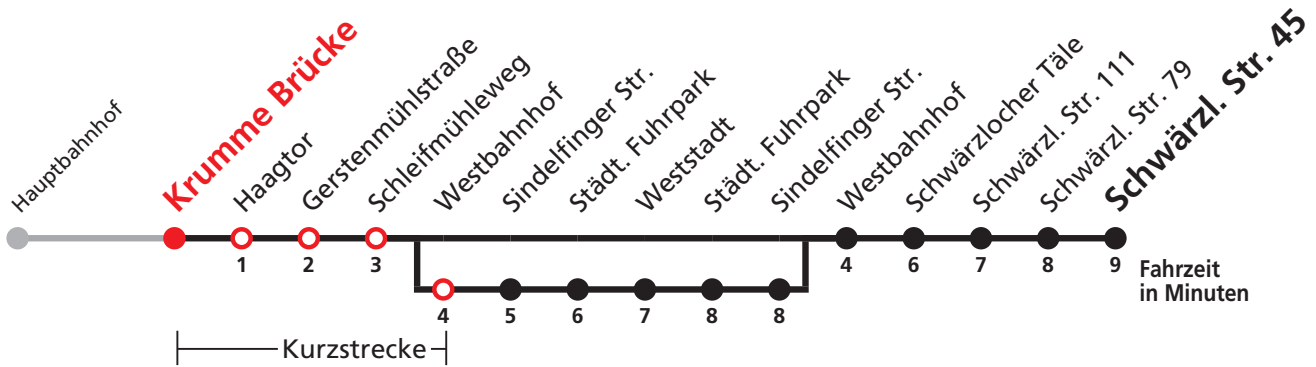 Hauptbahnhof
Krumme Brücke
Haagtor
Gerstenmühlstraße
Schleifmühleweg
Westbahnhof
Sindelfinger Str.
Städt. Fuhrpark
Weststadt
Städt. Fuhrpark
Sindelfinger Str.
Westbahnhof
Schwärzlocher Täle
Schwärzl. Str. 111
Schwärzl. Str. 79
Schwärzl. Str. 45
1 2 3 4 6 7 8 9
Fahrzeit
in Minuten
4 5 6 7 8 8
Kurzstrecke